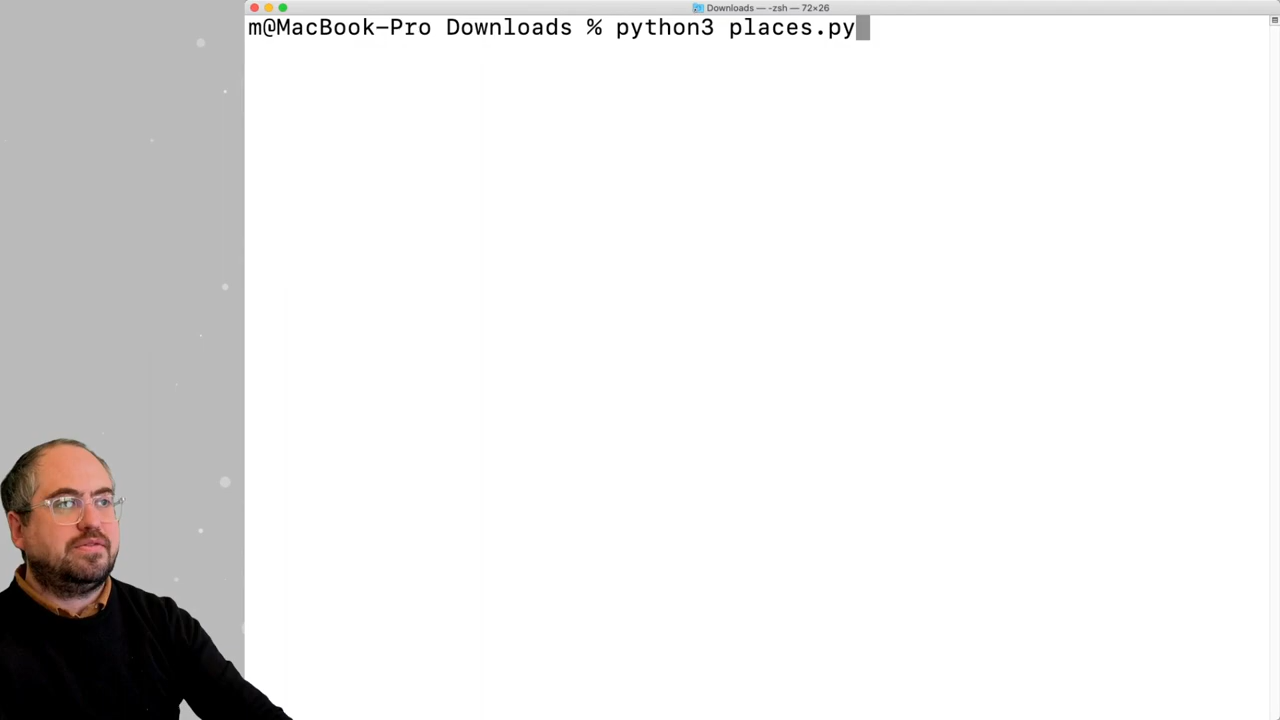 Downloads — -zsh — 72×26
m@MacBook-Pro Downloads % python3 places.py